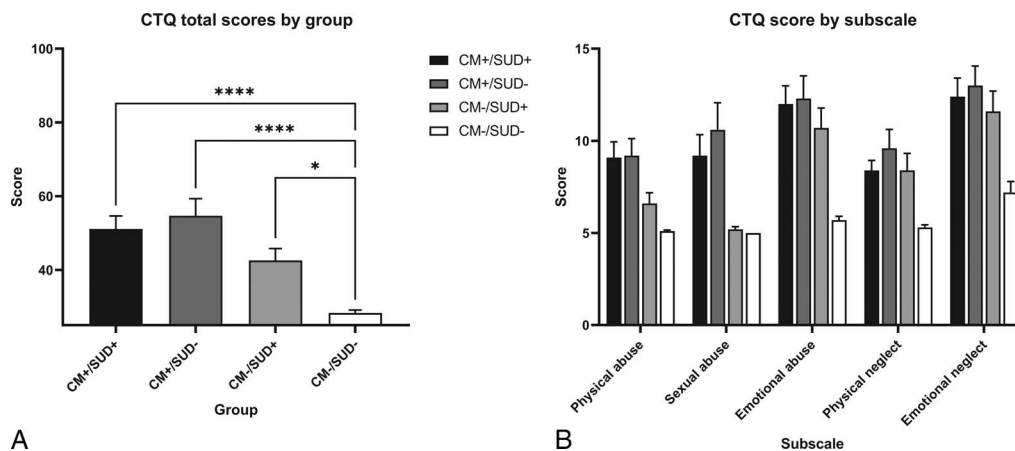 CTQ total scores by group
100
80
60
40
Score
****
****
*
CM+/SUD+
CM+/SUD-
CM-/SUD+
CM-/SUD-
Group
A
CM+/SUD+
CM+/SUD-
CM-/SUD+
CM-/SUD-
CTQ score by subscale
15
10
5
0
Score
Physical abuse
Sexual abuse
Emotional abuse
Physical neglect
Emotional neglect
Subscale
B